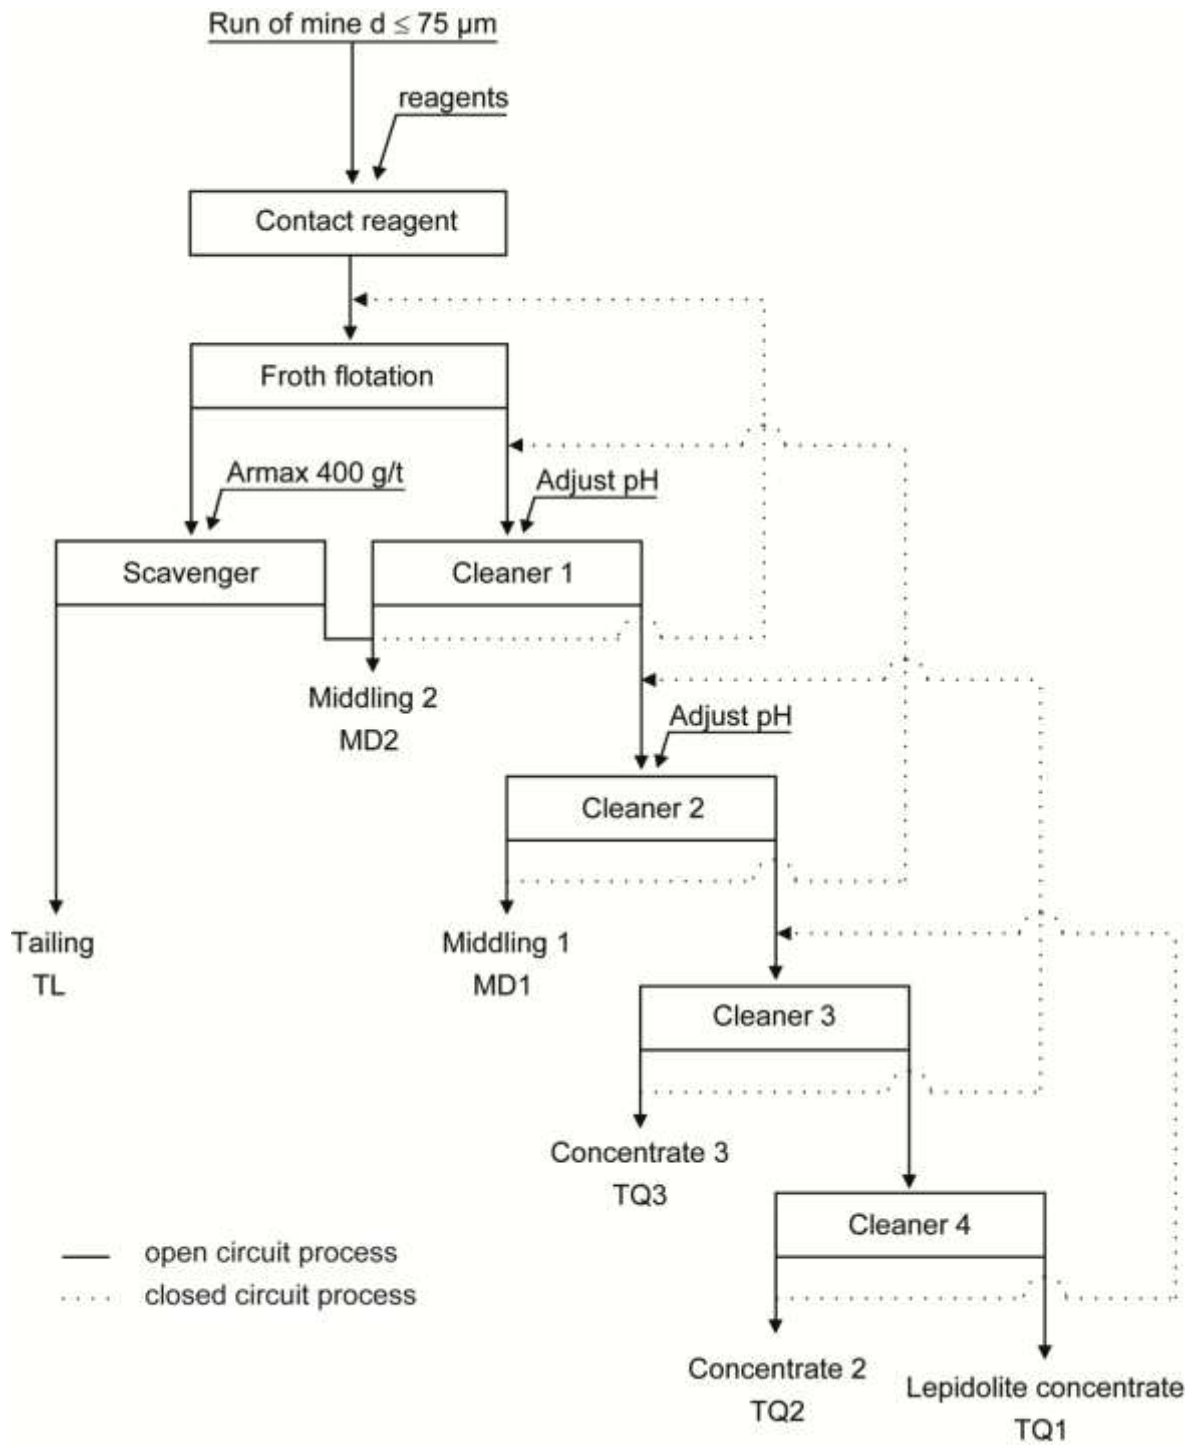 Run of mine d ≤ 75 µm
reagents
Contact reagent
Froth flotation
Armax 400 g/t
Adjust pH
Scavenger
Cleaner 1
Middling 2
MD2
Adjust pH
Cleaner 2
Tailing
TL
Middling 1
MD1
Cleaner 3
Concentrate 3
TQ3
Cleaner 4
open circuit process
closed circuit process
Concentrate 2
TQ2
Lepidolite concentrate
TQ1